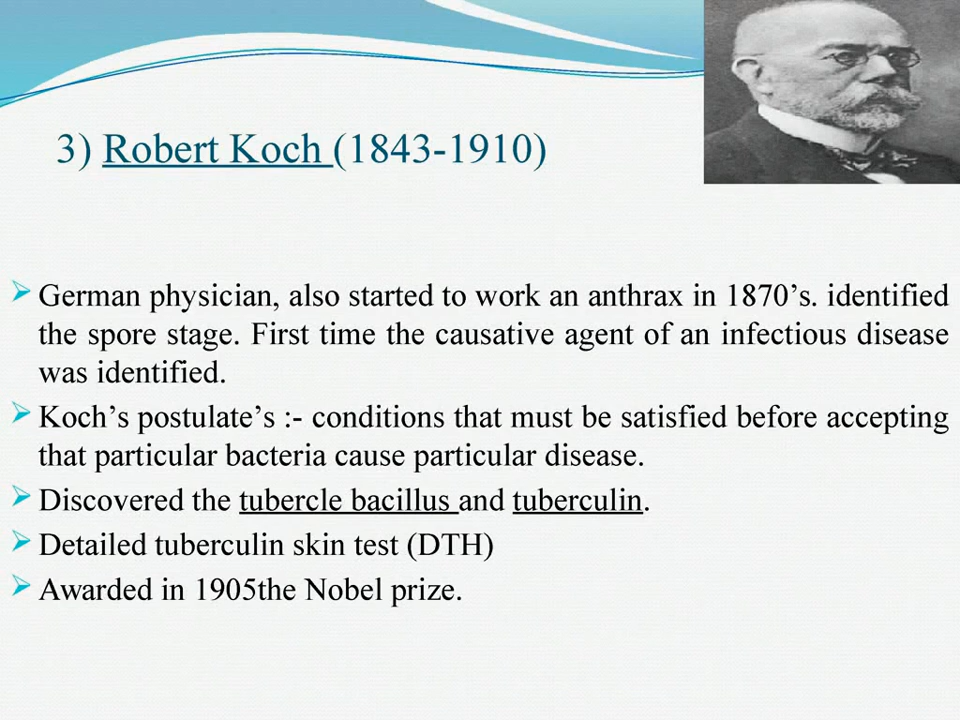 3) Robert Koch (1843-1910)
German physician, also started to work an anthrax in 1870’s. identified
the spore stage. First time the causative agent of an infectious disease
was identified.
Koch’s postulate’s :- conditions that must be satisfied before accepting
that particular bacteria cause particular disease.
Discovered the tubercle bacillus and tuberculin.
Detailed tuberculin skin test (DTH)
Awarded in 1905the Nobel prize.